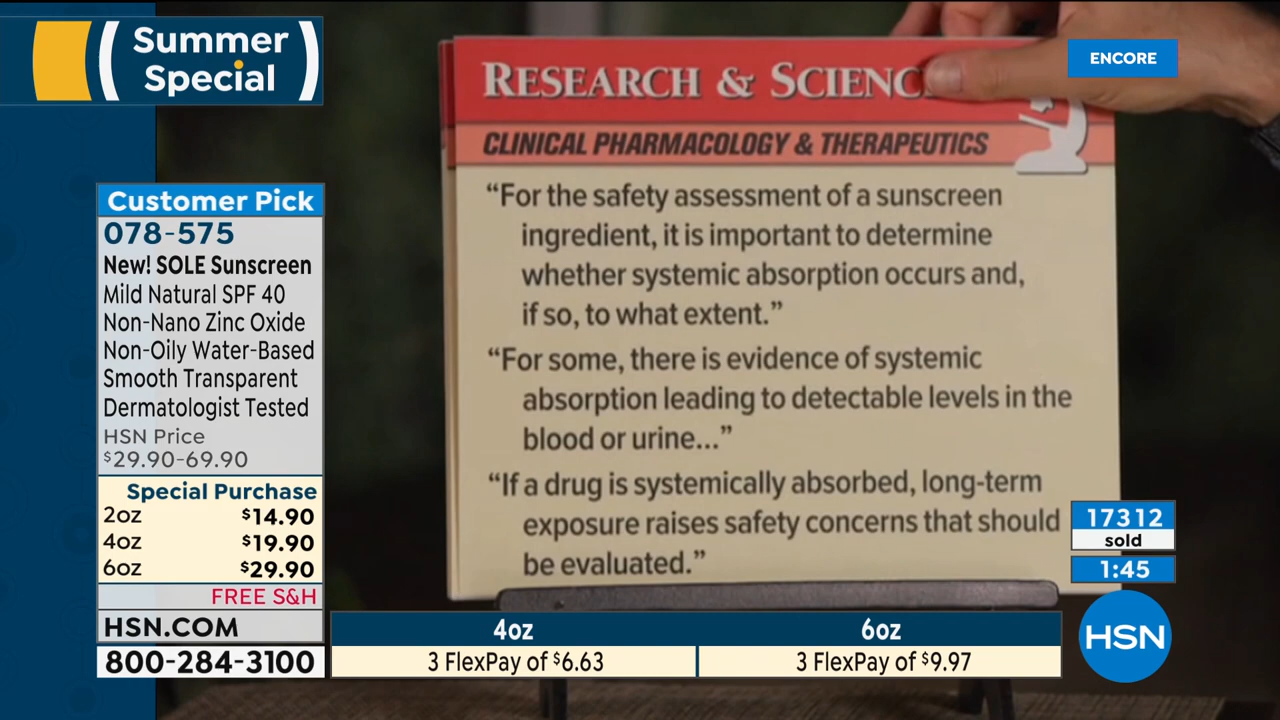 Summer
Special
ENCORE
RESEARCH & SCIENC
CLINICAL PHARMACOLOGY & THERAPEUTICS
“For the safety assessment of a sunscreen
ingredient, it is important to determine
whether systemic absorption occurs and,
if so, to what extent.”
“For some, there is evidence of systemic
absorption leading to detectable levels in the
blood or urine...”
“If a drug is systemically absorbed, long-term
exposure raises safety concerns that should
be evaluated.”
Customer Pick
078-575
New! SOLE Sunscreen
Mild Natural SPF 40
Non-Nano Zinc Oxide
Non-Oily Water-Based
Smooth Transparent
Dermatologist Tested
HSN Price
$29.90-69.90
Special Purchase
2oz $14.90
4oz $19.90
6oz $29.90
FREE S&H
HSN.COM
800-284-3100
4oz 6oz
3 FlexPay of $6.63 3 FlexPay of $9.97
17312
sold
1:45
HSN